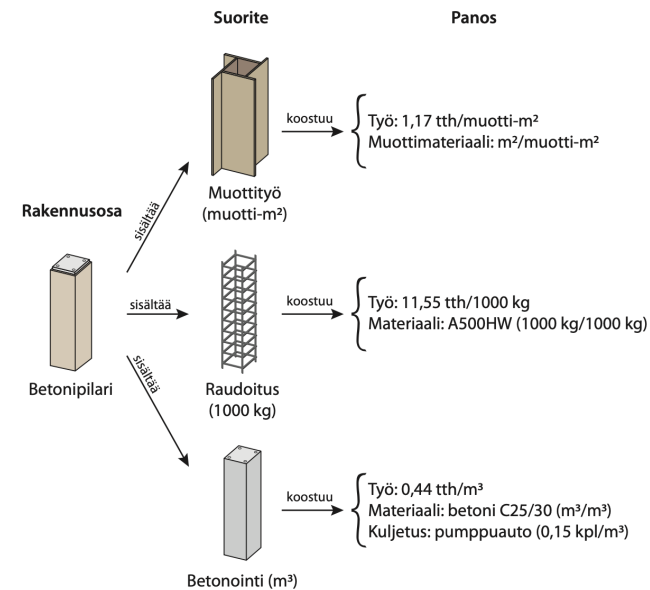 Suorite
Panos
koostuu
Työ: 1,17 tth/muotti-m²
Muottimateriaali: m²/muotti-m²
Muottityö
(muotti-m²)
sisältää
Rakennusosa
sisältää
koostuu
Työ: 11,55 tth/1000 kg
Materiaali: A500HW (1000 kg/1000 kg)
Betonipilari
sisältää
Raudoitus
(1000 kg)
koostuu
Työ: 0,44 tth/m³
Materiaali: betoni C25/30 (m³/m³)
Kuljetus: pumppuauto (0,15 kpl/m³)
Betonointi (m³)